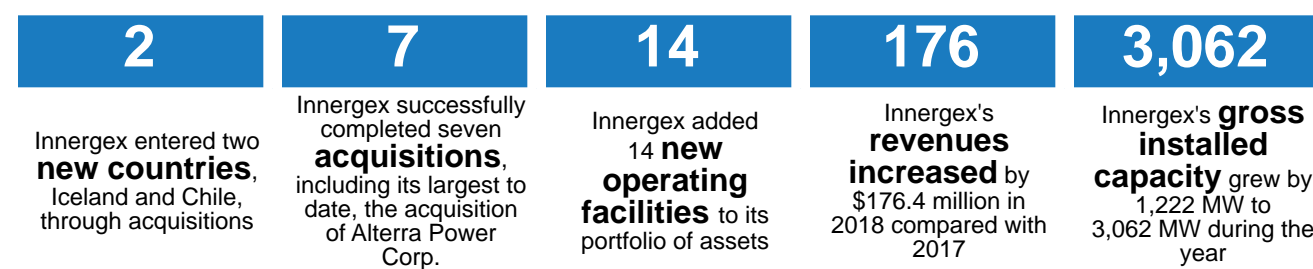 2
Innergex entered two
new countries,
Iceland and Chile,
through acquisitions
7
Innergex successfully
completed seven
acquisitions,
including its largest to
date, the acquisition
of Alterra Power
Corp.
14
Innergex added
14 new
operating
facilities to its
portfolio of assets
176
Innergex's
revenues
increased by
$176.4 million in
2018 compared with
2017
3,062
Innergex's gross
installed
capacity grew by
1,222 MW to
3,062 MW during the
year